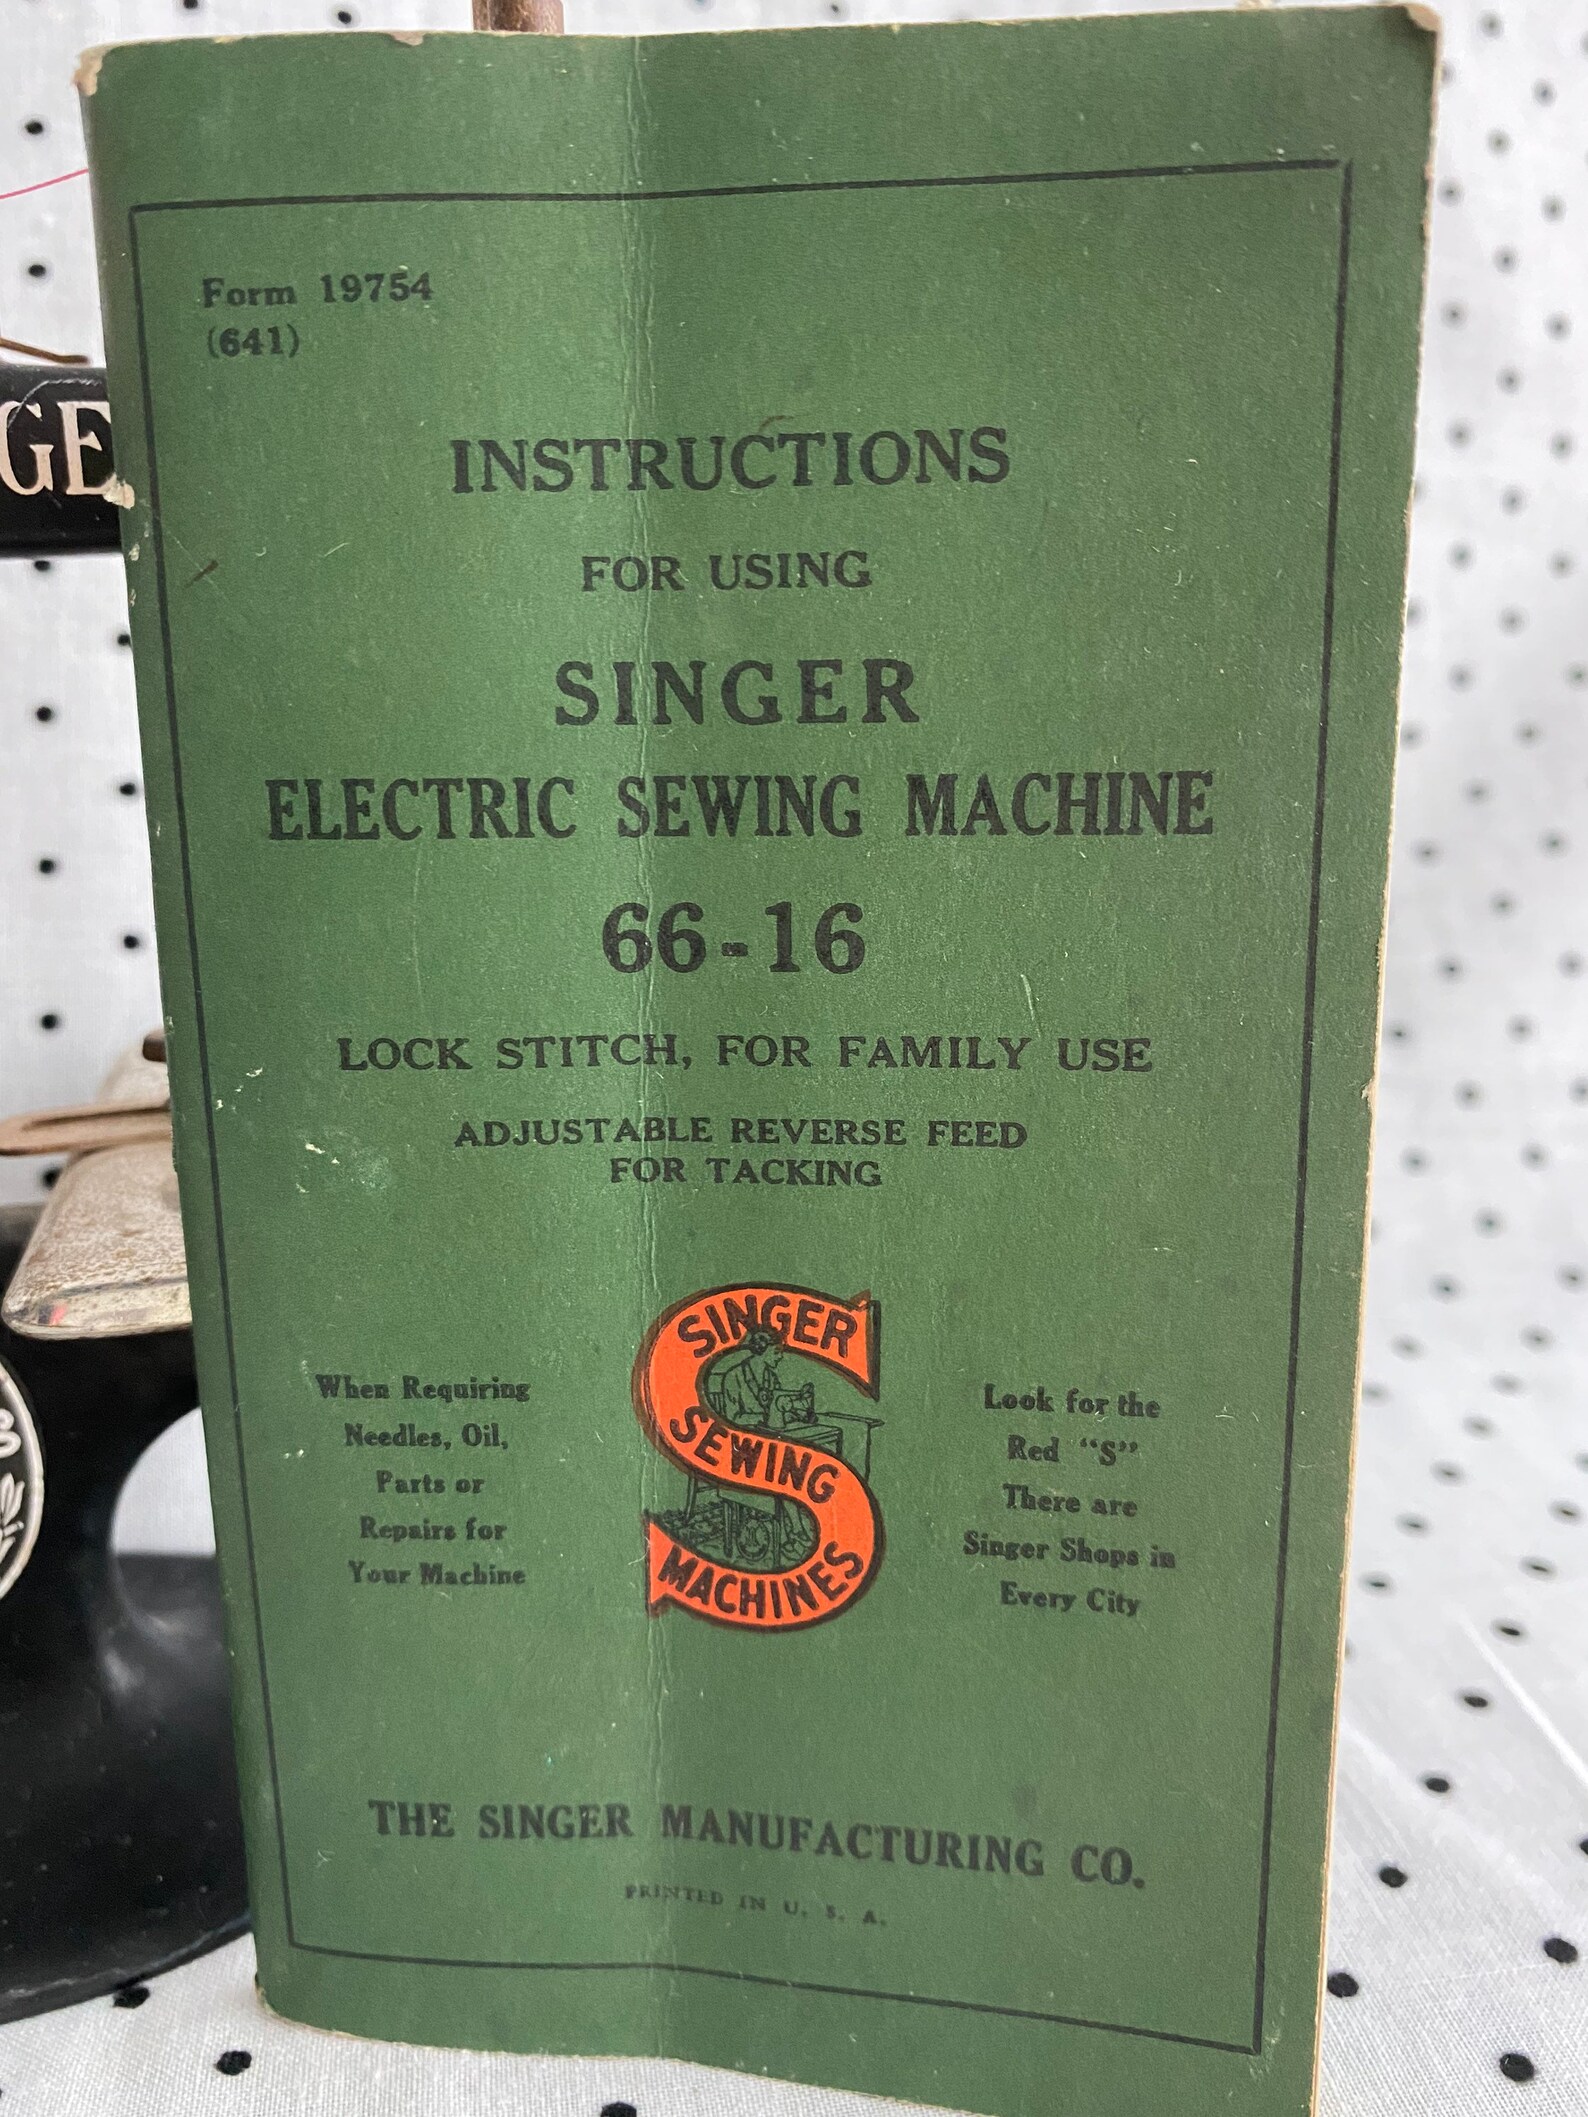 Form 19754
(641)
GE
INSTRUCTIONS
FOR USING
SINGER
ELECTRIC SEWING MACHINE
66-16
LOCK STITCH, FOR FAMILY USE
ADJUSTABLE REVERSE FEED
FOR TACKING
When Requiring
Needles, Oil,
Parts or
Repairs for
Your Machine
SINGER
SEWING
MACHINES
Look for the
Red "S"
There are
Singer Shops in
Every City
THE SINGER MANUFACTURING CO.
PRINTED IN U. S. A.